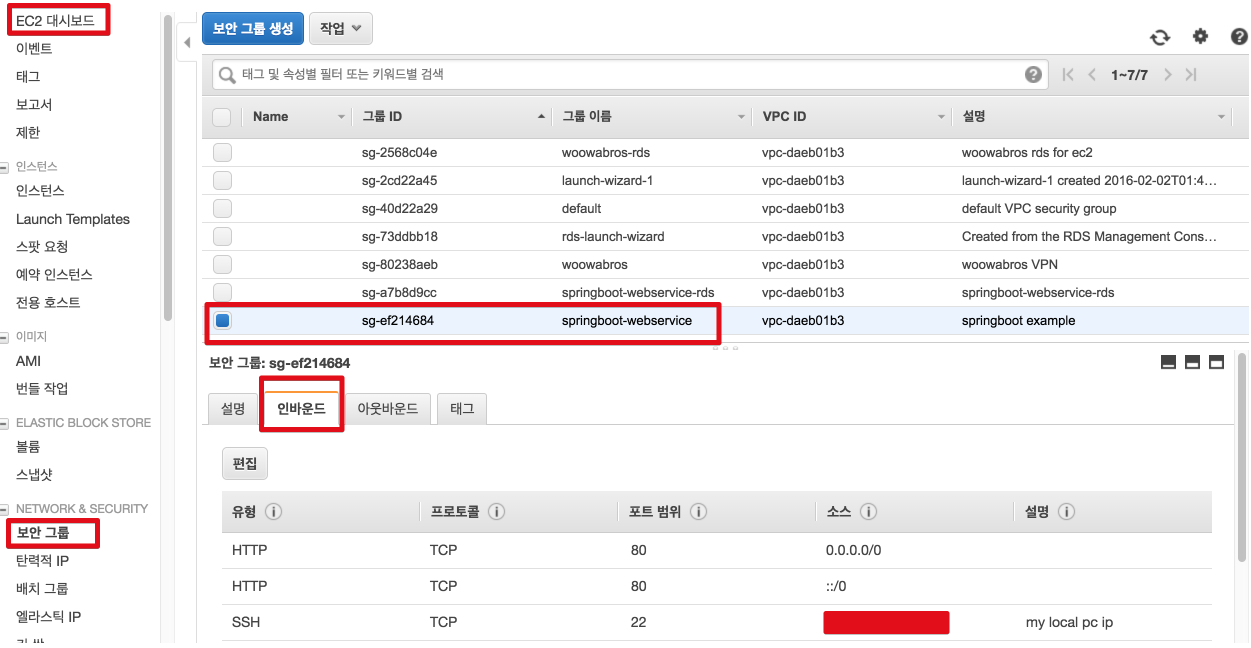 EC2 대시보드
이벤트
태그
보고서
제한
인스턴스
인스턴스
Launch Templates
스팟 요청
예약 인스턴스
전용 호스트
이미지
AMI
번들 작업
ELASTIC BLOCK STORE
볼륨
스냅샷
NETWORK & SECURITY
보안 그룹
탄력적 IP
배치 그룹
엘라스틱 IP
보안 그룹 생성 작업
태그 및 속성별 필터 또는 키워드별 검색 1~7/7
Name 그룹 ID 그룹 이름 VPC ID 설명
sg-2568c04e woowabros-rds vpc-daeb01b3 woowabros rds for ec2
sg-2cd22a45 launch-wizard-1 vpc-daeb01b3 launch-wizard-1 created 2016-02-02T01:4…
sg-40d22a29 default vpc-daeb01b3 default VPC security group
sg-73ddbb18 rds-launch-wizard vpc-daeb01b3 Created from the RDS Management Cons…
sg-80238aeb woowabros vpc-daeb01b3 woowabros VPN
sg-a7b8d9cc springboot-webservice-rds vpc-daeb01b3 springboot-webservice-rds
sg-ef214684 springboot-webservice vpc-daeb01b3 springboot example
보안 그룹: sg-ef214684
설명 인바운드 아웃바운드 태그
편집
유형 프로토콜 포트 범위 소스 설명
HTTP TCP 80 0.0.0.0/0
HTTP TCP 80 ::/0
SSH TCP 22 my local pc ip